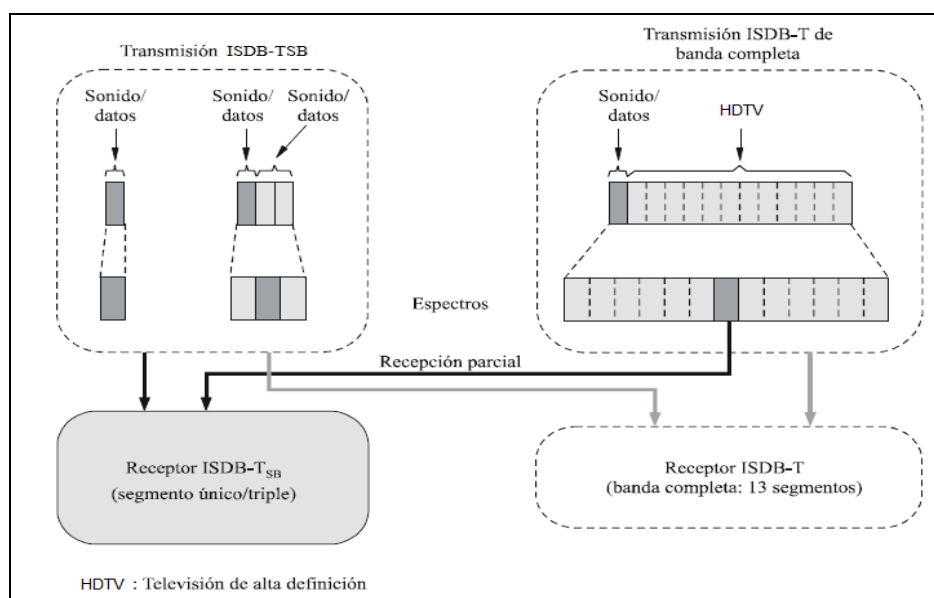 Transmisión ISDB-TSB
Sonido/
datos
Sonido/
datos
Sonido/
datos
Transmisión ISDB-T de
banda completa
Sonido/
datos
HDTV
Espectros
Recepción parcial
Receptor ISDB-T_SB
(segmento único/triple)
Receptor ISDB-T
(banda completa: 13 segmentos)
HDTV : Televisión de alta definición